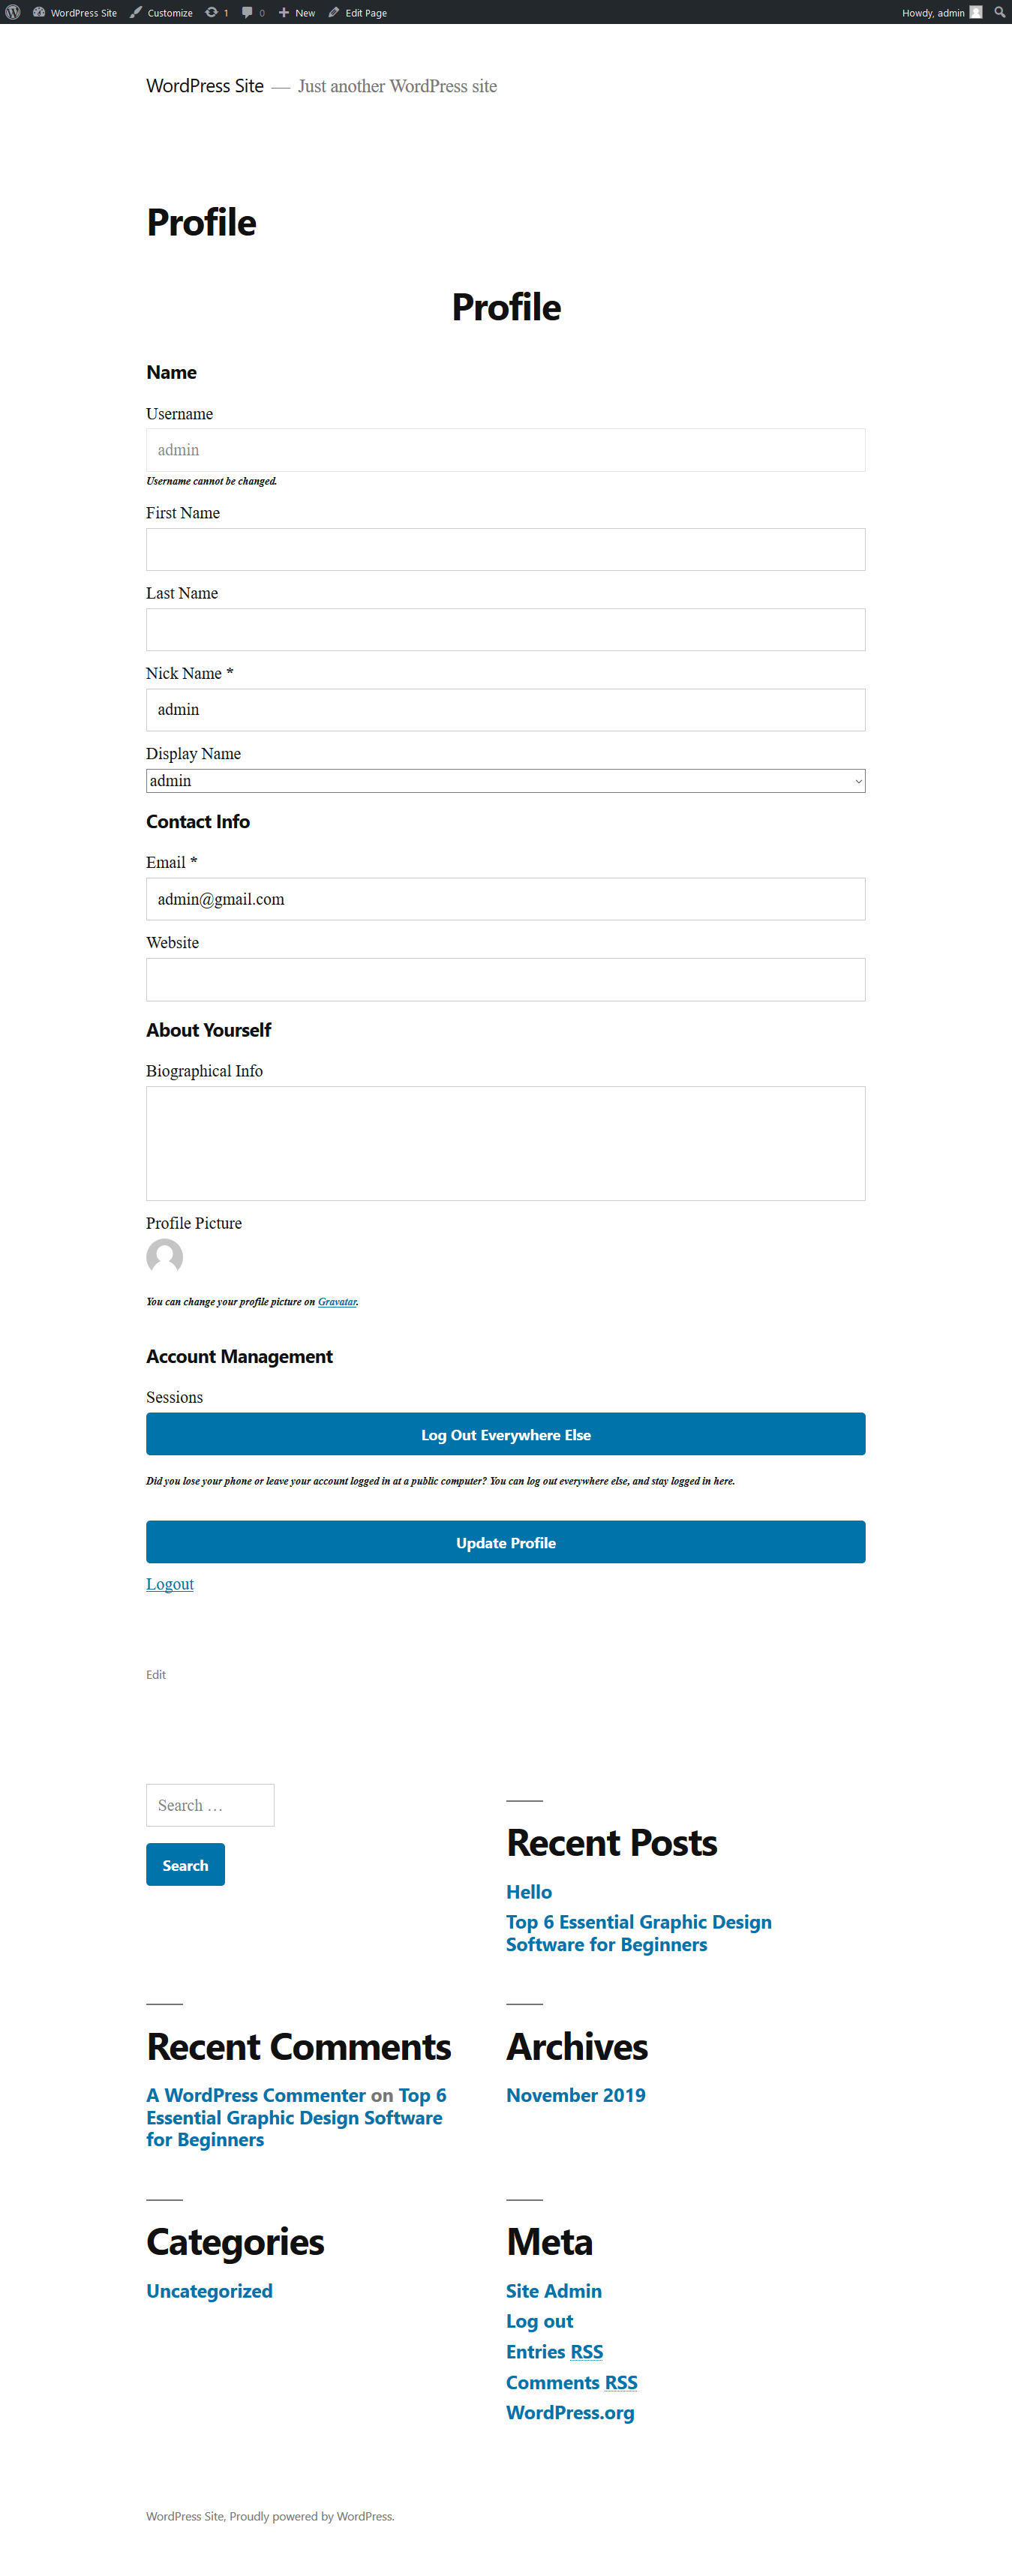 WordPress Site Customize 1 0 New Edit Page Howdy, admin
WordPress Site — Just another WordPress site
Profile
Profile
Name
Username
admin
Username cannot be changed.
First Name
Last Name
Nick Name *
admin
Display Name
admin
Contact Info
Email *
admin@gmail.com
Website
About Yourself
Biographical Info
Profile Picture
You can change your profile picture on Gravatar.
Account Management
Sessions
Log Out Everywhere Else
Did you lose your phone or leave your account logged in at a public computer? You can log out everywhere else, and stay logged in here.
Update Profile
Logout
Edit
Search …
Search
Recent Posts
Hello
Top 6 Essential Graphic Design
Software for Beginners
Recent Comments
A WordPress Commenter on Top 6
Essential Graphic Design Software
for Beginners
Archives
November 2019
Categories
Uncategorized
Meta
Site Admin
Log out
Entries RSS
Comments RSS
WordPress.org
WordPress Site, Proudly powered by WordPress.